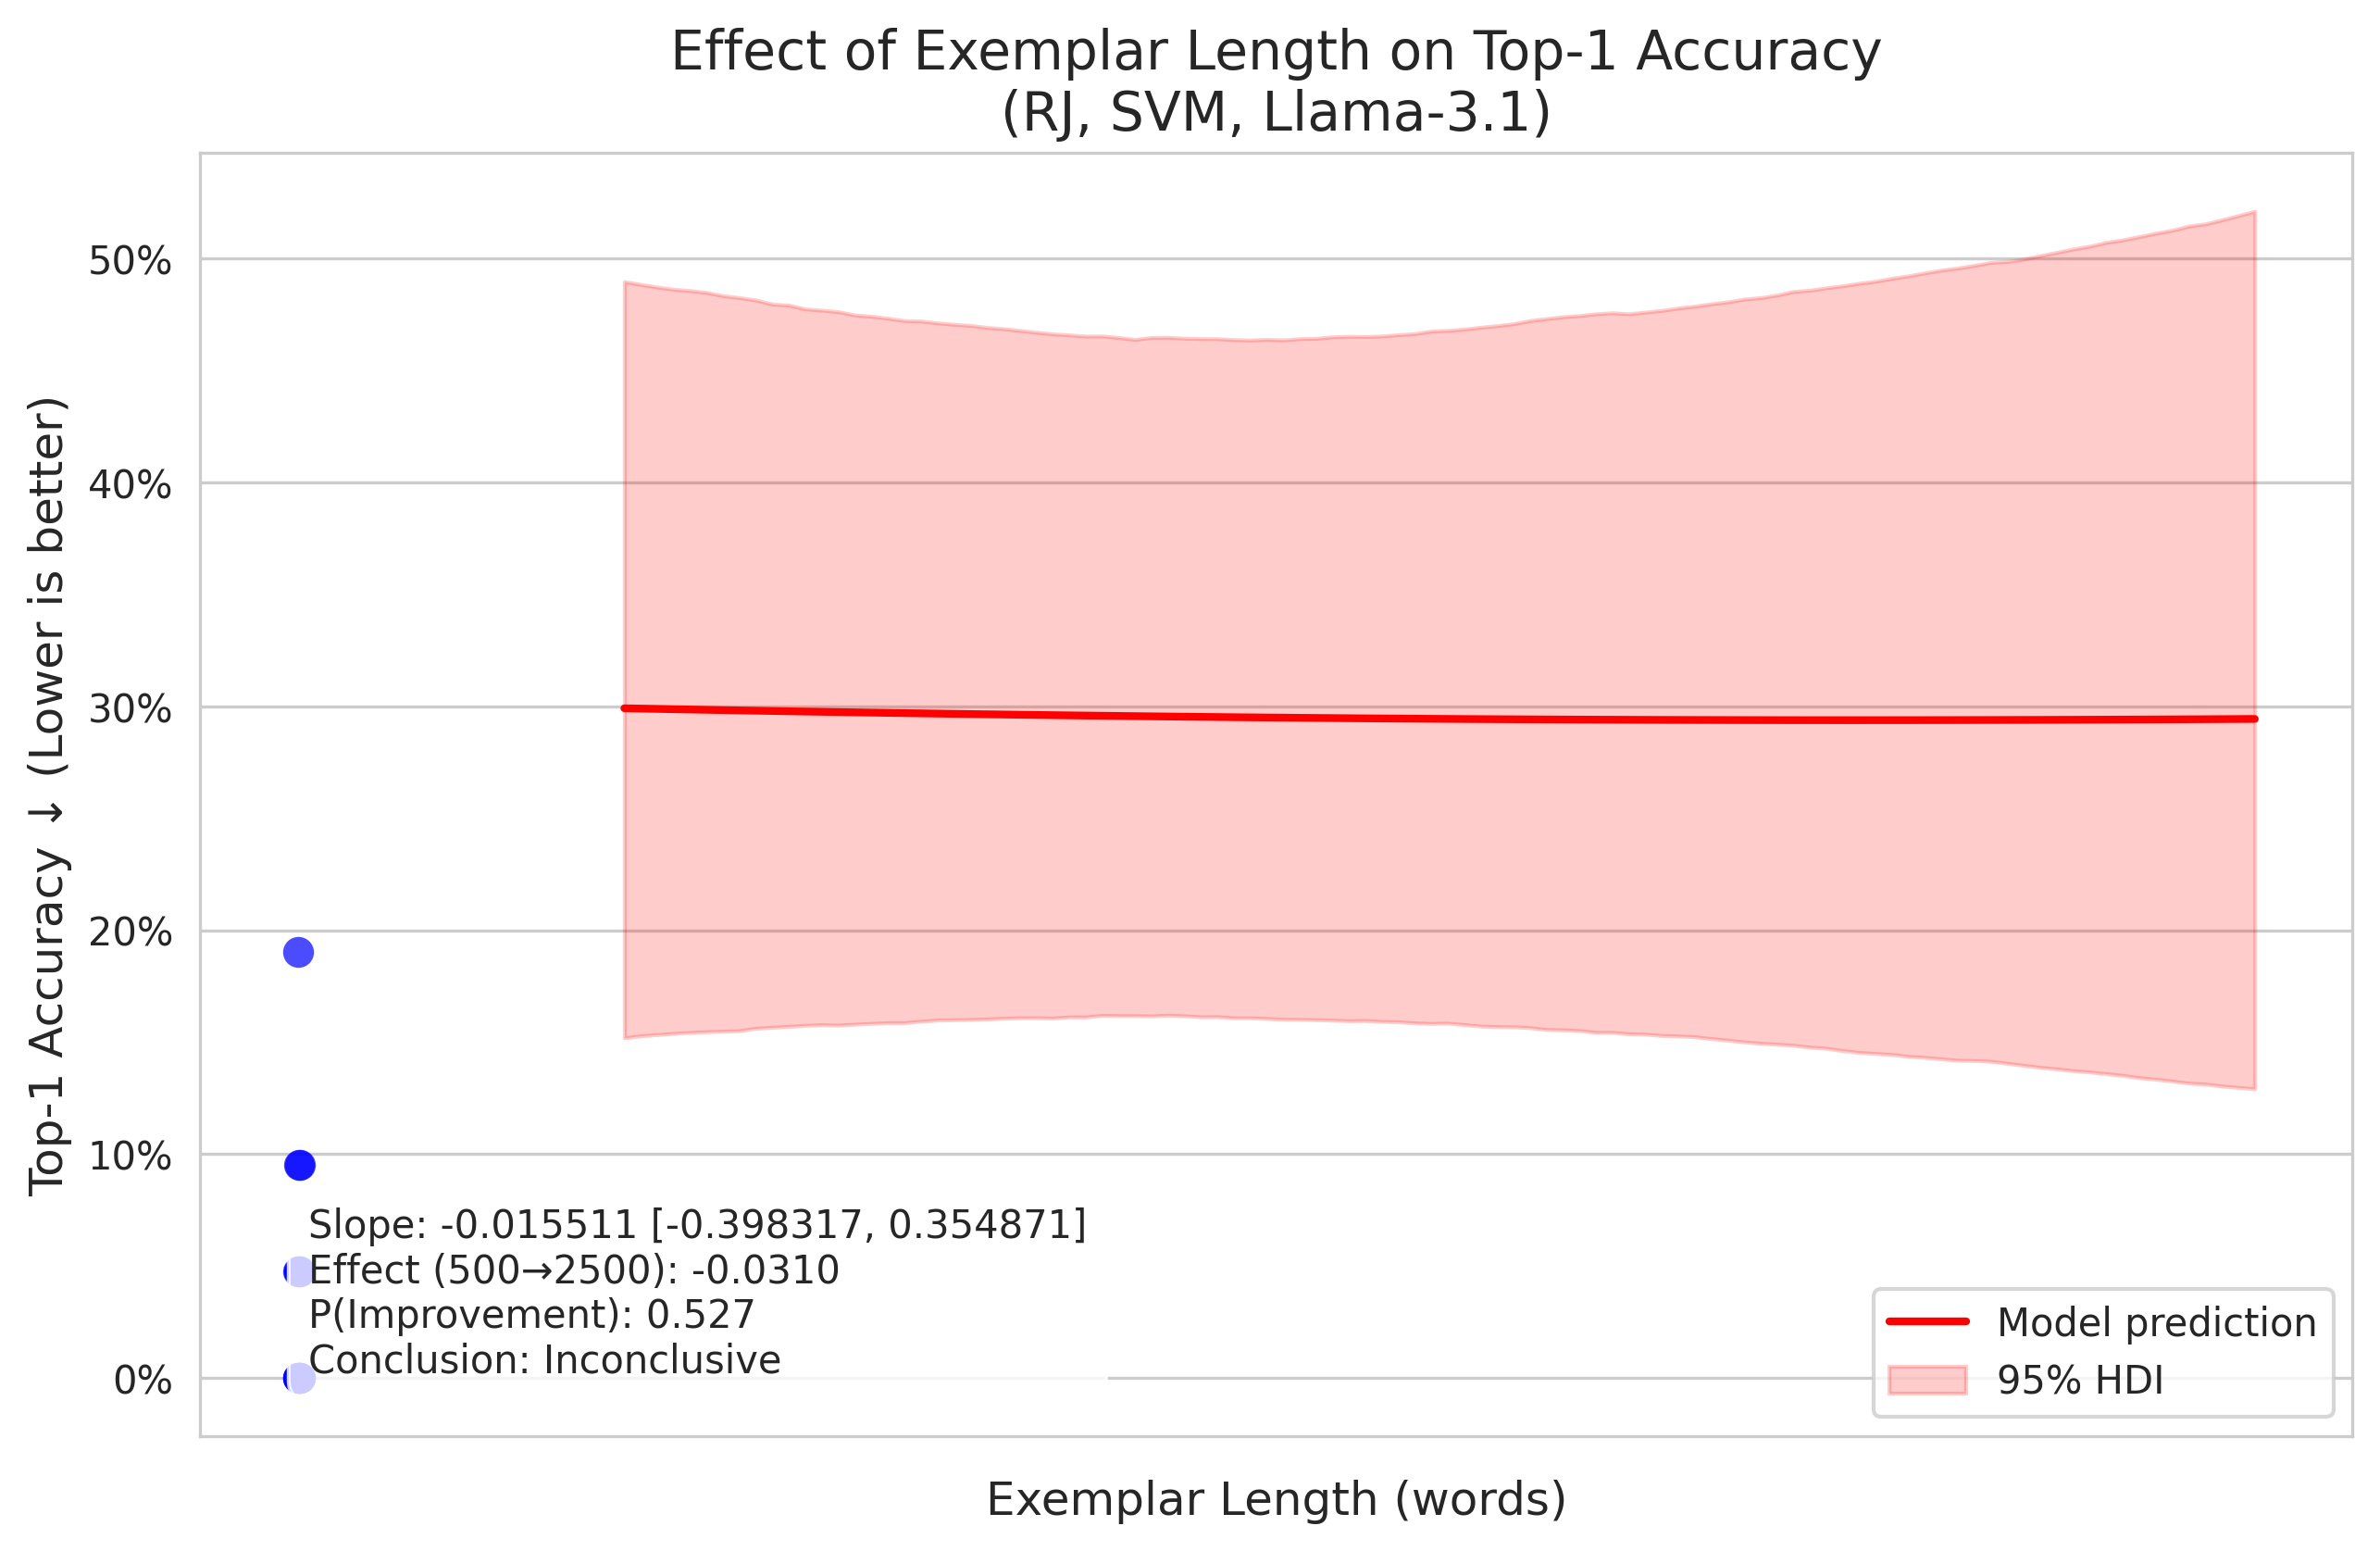 Effect of Exemplar Length on Top-1 Accuracy
(RJ, SVM, Llama-3.1)
Top-1 Accuracy ↓ (Lower is better)
50%
40%
30%
20%
10%
0%
Slope: -0.015511 [-0.398317, 0.354871]
Effect (500→2500): -0.0310
P(Improvement): 0.527
Conclusion: Inconclusive
Model prediction
95% HDI
Exemplar Length (words)